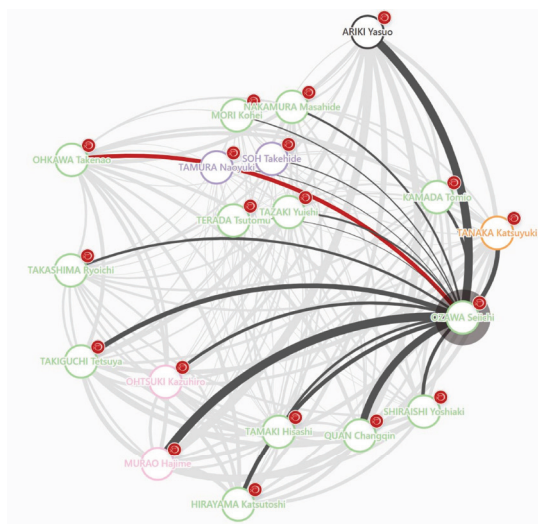 ARIKI Yasuo
NAKAMURA Masahide
MORI Kohei
OHKAWA Takenao
SOH Takehide
TAMURA Naoyuki
KAMADA Tomio
TERADA Tsutomu
TAZAKI Yuichi
TANAKA Katsuyuki
TAKASHIMA Ryoichi
OZAWA Seiichi
TAKIGUCHI Tetsuya
OHTSUKI Kazuhiro
SHIRAISHI Yoshiaki
TAMAKI Hisashi
QUAN Changqin
MURAO Hajime
HIRAYAMA Katsutoshi